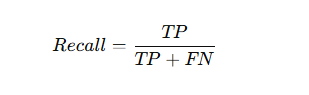 Recall = TP / TP + FN